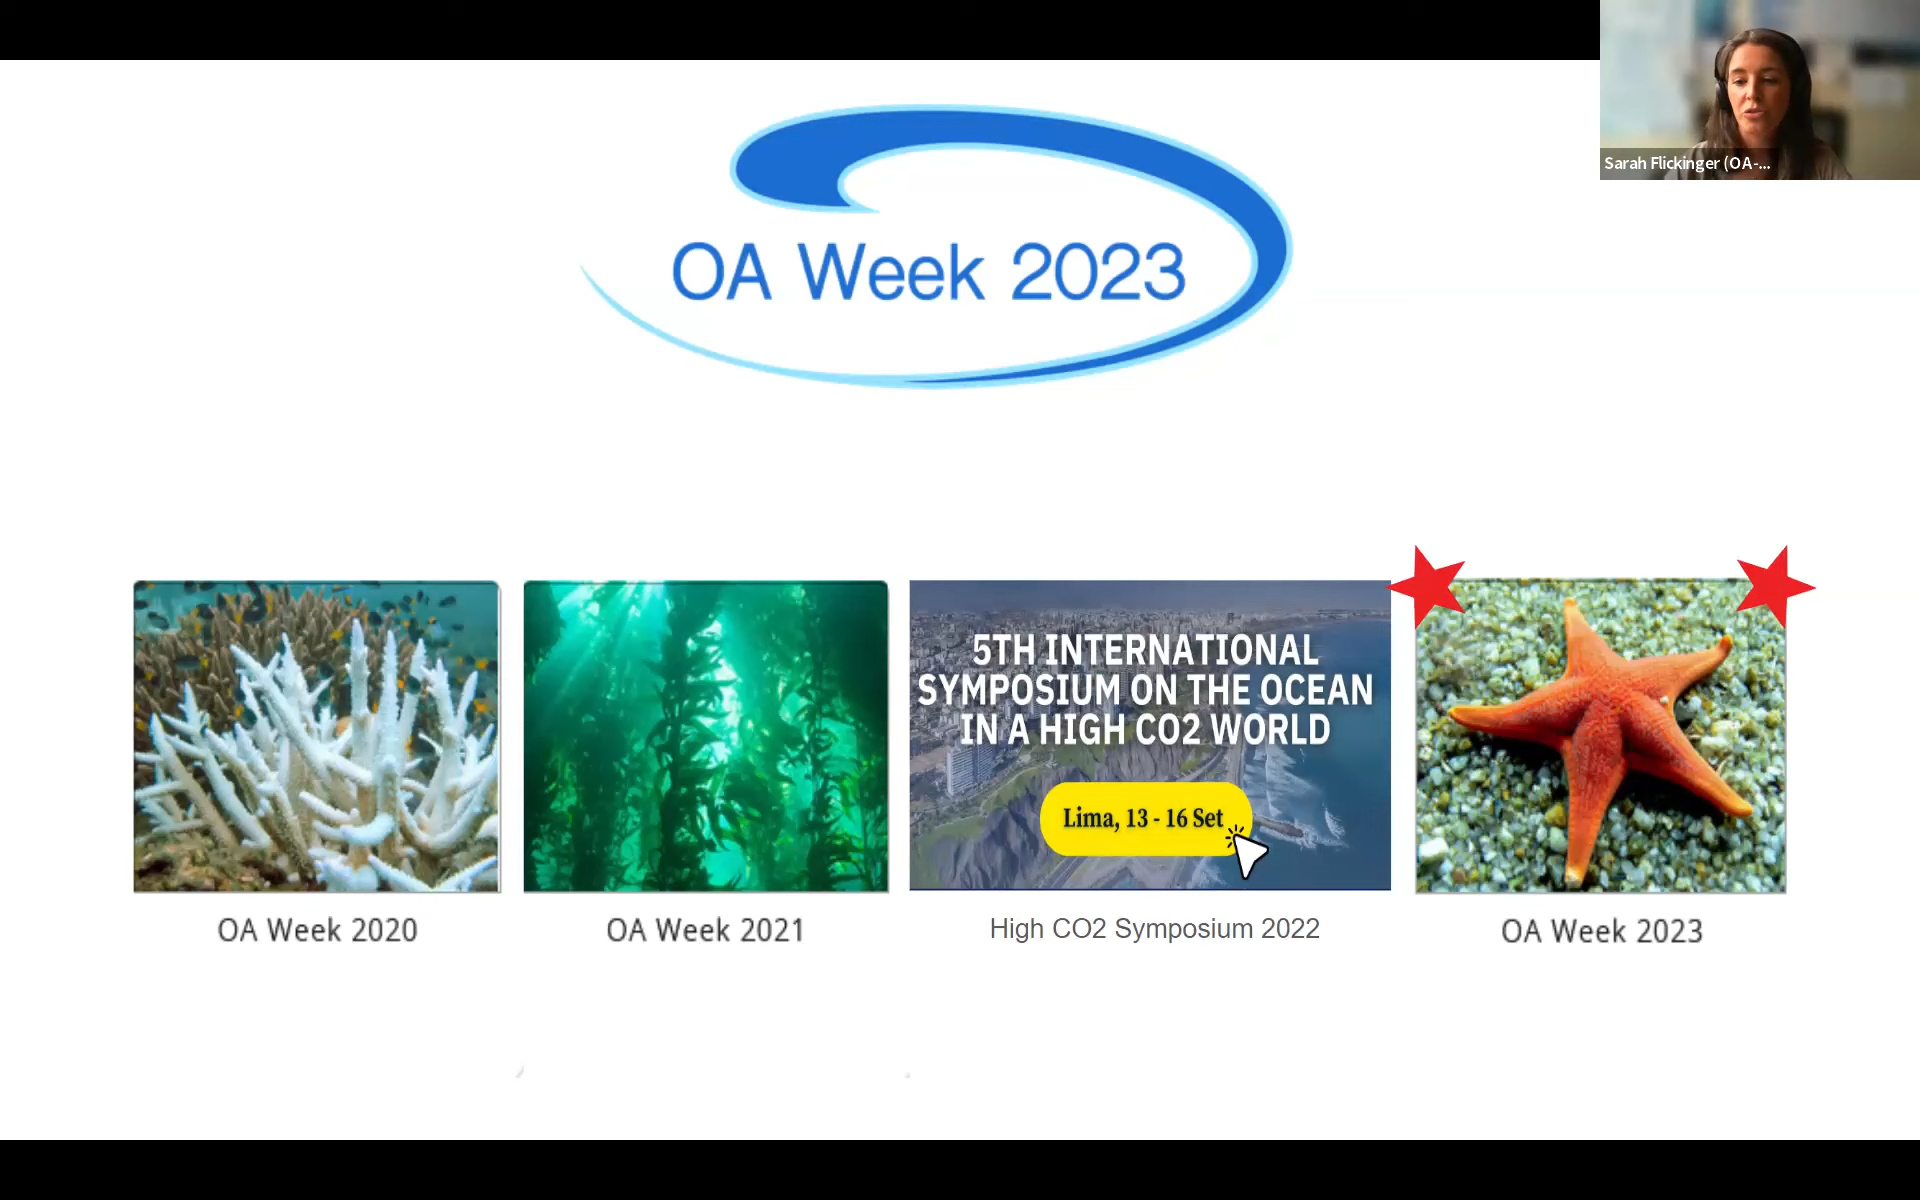 Sarah Flickinger (OA-...
OA Week 2023
5TH INTERNATIONAL
SYMPOSIUM ON THE OCEAN
IN A HIGH CO2 WORLD
Lima, 13 - 16 Set
OA Week 2020
OA Week 2021
High CO2 Symposium 2022
OA Week 2023